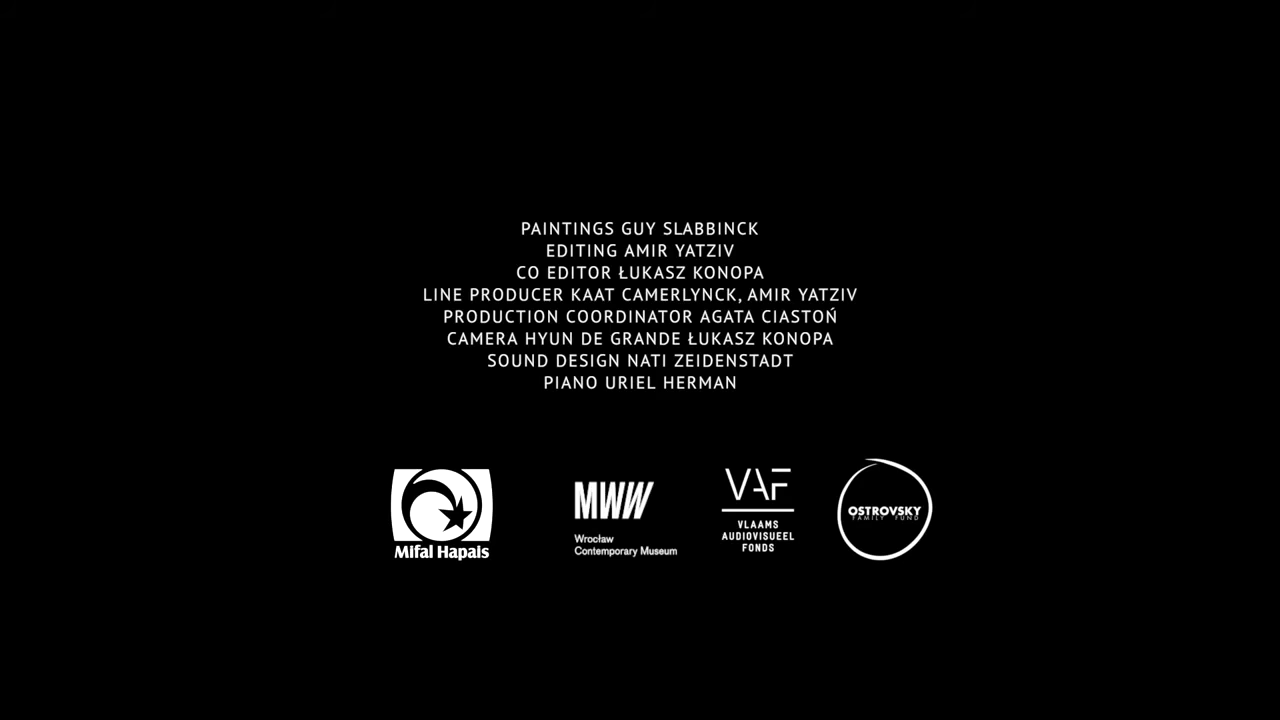 PAINTINGS GUY SLABBINCK
EDITING AMIR YATZIV
CO EDITOR ŁUKASZ KONOPA
LINE PRODUCER KAAT CAMERLYNCK, AMIR YATZIV
PRODUCTION COORDINATOR AGATA CIASTOŃ
CAMERA HYUN DE GRANDE ŁUKASZ KONOPA
SOUND DESIGN NATI ZEIDENSTADT
PIANO URIEL HERMAN
Mifal Hapais
MWW
Wrocław
Contemporary Museum
VAF
VLAAMS
AUDIOVISUEEL
FONDS
OSTROVSKY
FAMILY FUND